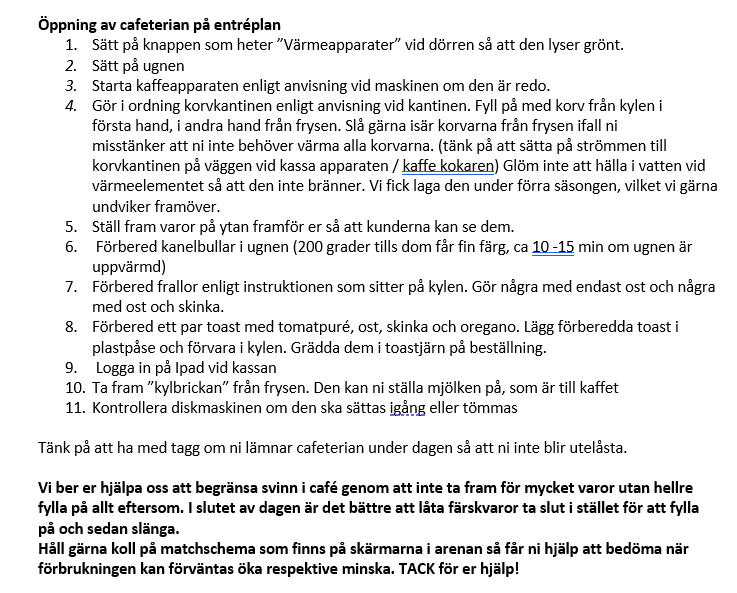 Öppning av cafeterian på entréplan
1. Sätt på knappen som heter ”Värmeapparater” vid dörren så att den lyser grönt.
2. Sätt på ugnen
3. Starta kaffeapparaten enligt anvisning vid maskinen om den är redo.
4. Gör i ordning korvkantinen enligt anvisning vid kantinen. Fyll på med korv från kylen i
första hand, i andra hand från frysen. Slå gärna isär korvarna från frysen ifall ni
misstänker att ni inte behöver värma alla korvarna. (tänk på att sätta på strömmen till
korvkantinen på väggen vid kassa apparaten / kaffe kokaren) Glöm inte att hälla i vatten vid
värmeelementet så att den inte bränner. Vi fick laga den under förra säsongen, vilket vi gärna
undviker framöver.
5. Ställ fram varor på ytan framför er så att kunderna kan se dem.
6. Förbered kanelbullar i ugnen (200 grader tills dom får fin färg, ca 10 -15 min om ugnen är
uppvärmd)
7. Förbered frallor enligt instruktionen som sitter på kylen. Gör några med endast ost och några
med ost och skinka.
8. Förbered ett par toast med tomatpuré, ost, skinka och oregano. Lägg förberedda toast i
plastpåse och förvara i kylen. Grädda dem i toastjärn på beställning.
9. Logga in på Ipad vid kassan
10. Ta fram ”kylbrickan” från frysen. Den kan ni ställa mjölken på, som är till kaffet
11. Kontrollera diskmaskinen om den ska sättas igång eller tömmas
Tänk på att ha med tagg om ni lämnar cafeterian under dagen så att ni inte blir utelåsta.
Vi ber er hjälpa oss att begränsa svinn i café genom att inte ta fram för mycket varor utan hellre
fylla på allt eftersom. I slutet av dagen är det bättre att låta färskvaror ta slut i stället för att fylla
på och sedan slänga.
Håll gärna koll på matchschema som finns på skärmarna i arenan så får ni hjälp att bedöma när
förbrukningen kan förväntas öka respektive minska. TACK för er hjälp!